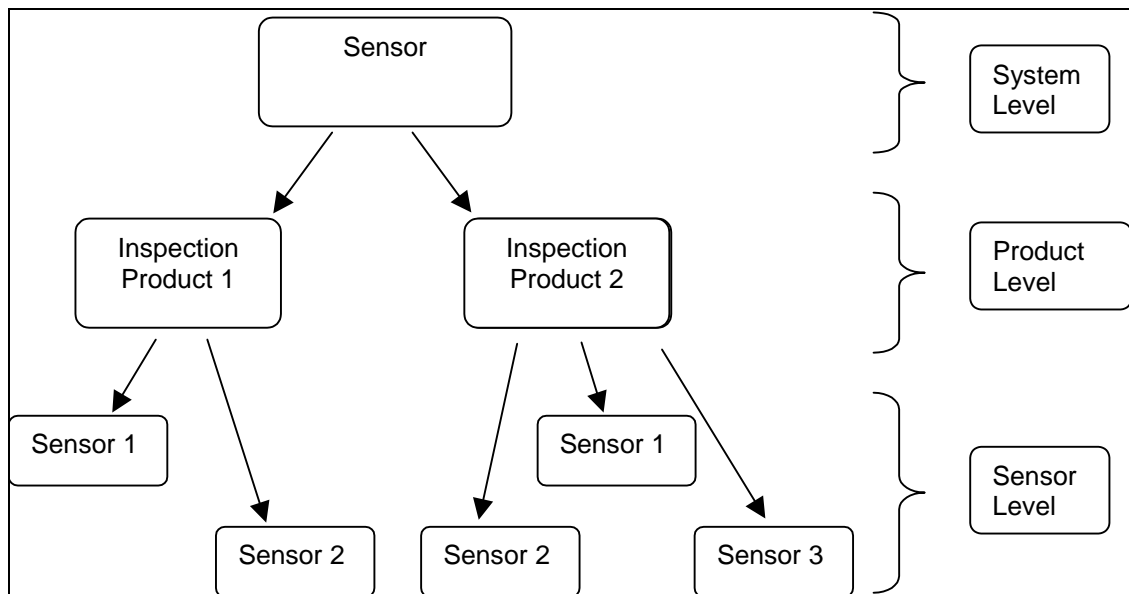 Sensor
System
Level
Inspection
Product 1
Inspection
Product 2
Product
Level
Sensor 1
Sensor 1
Sensor
Level
Sensor 2
Sensor 2
Sensor 3